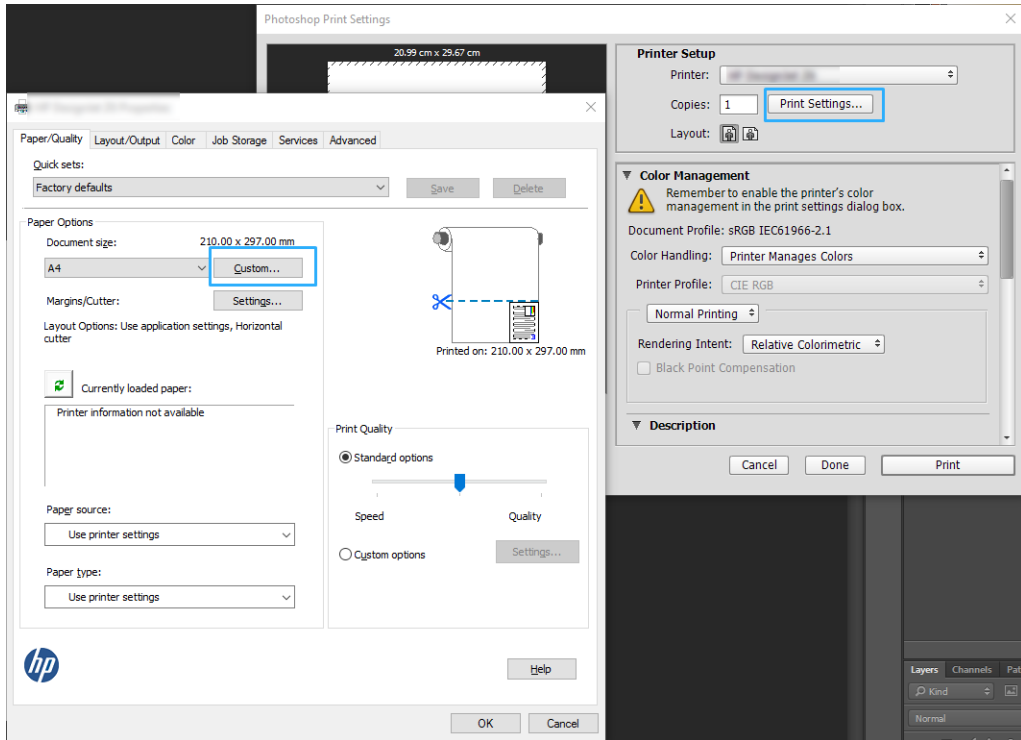 Photoshop Print Settings
20.99 cm x 29.67 cm
Printer Setup
Printer:
Copies: 1 Print Settings...
Layout:
Color Management
Remember to enable the printer's color
management in the print settings dialog box.
Document Profile: sRGB IEC61966-2.1
Color Handling: Printer Manages Colors
Printer Profile: CIE RGB
Normal Printing
Rendering Intent: Relative Colorimetric
Black Point Compensation
Description
Cancel Done Print
Paper/Quality Layout/Output Color Job Storage Services Advanced
Quick sets:
Factory defaults Save Delete
Paper Options
Document size: 210.00 x 297.00 mm
A4 Custom...
Margins/Cutter: Settings...
Layout Options: Use application settings, Horizontal
cutter
Printed on: 210.00 x 297.00 mm
Currently loaded paper:
Printer information not available
Print Quality
Standard options
Speed Quality
Custom options Settings...
Paper source:
Use printer settings
Paper type:
Use printer settings
hp
Help
OK Cancel
Layers Channels Pat
Kind
Normal